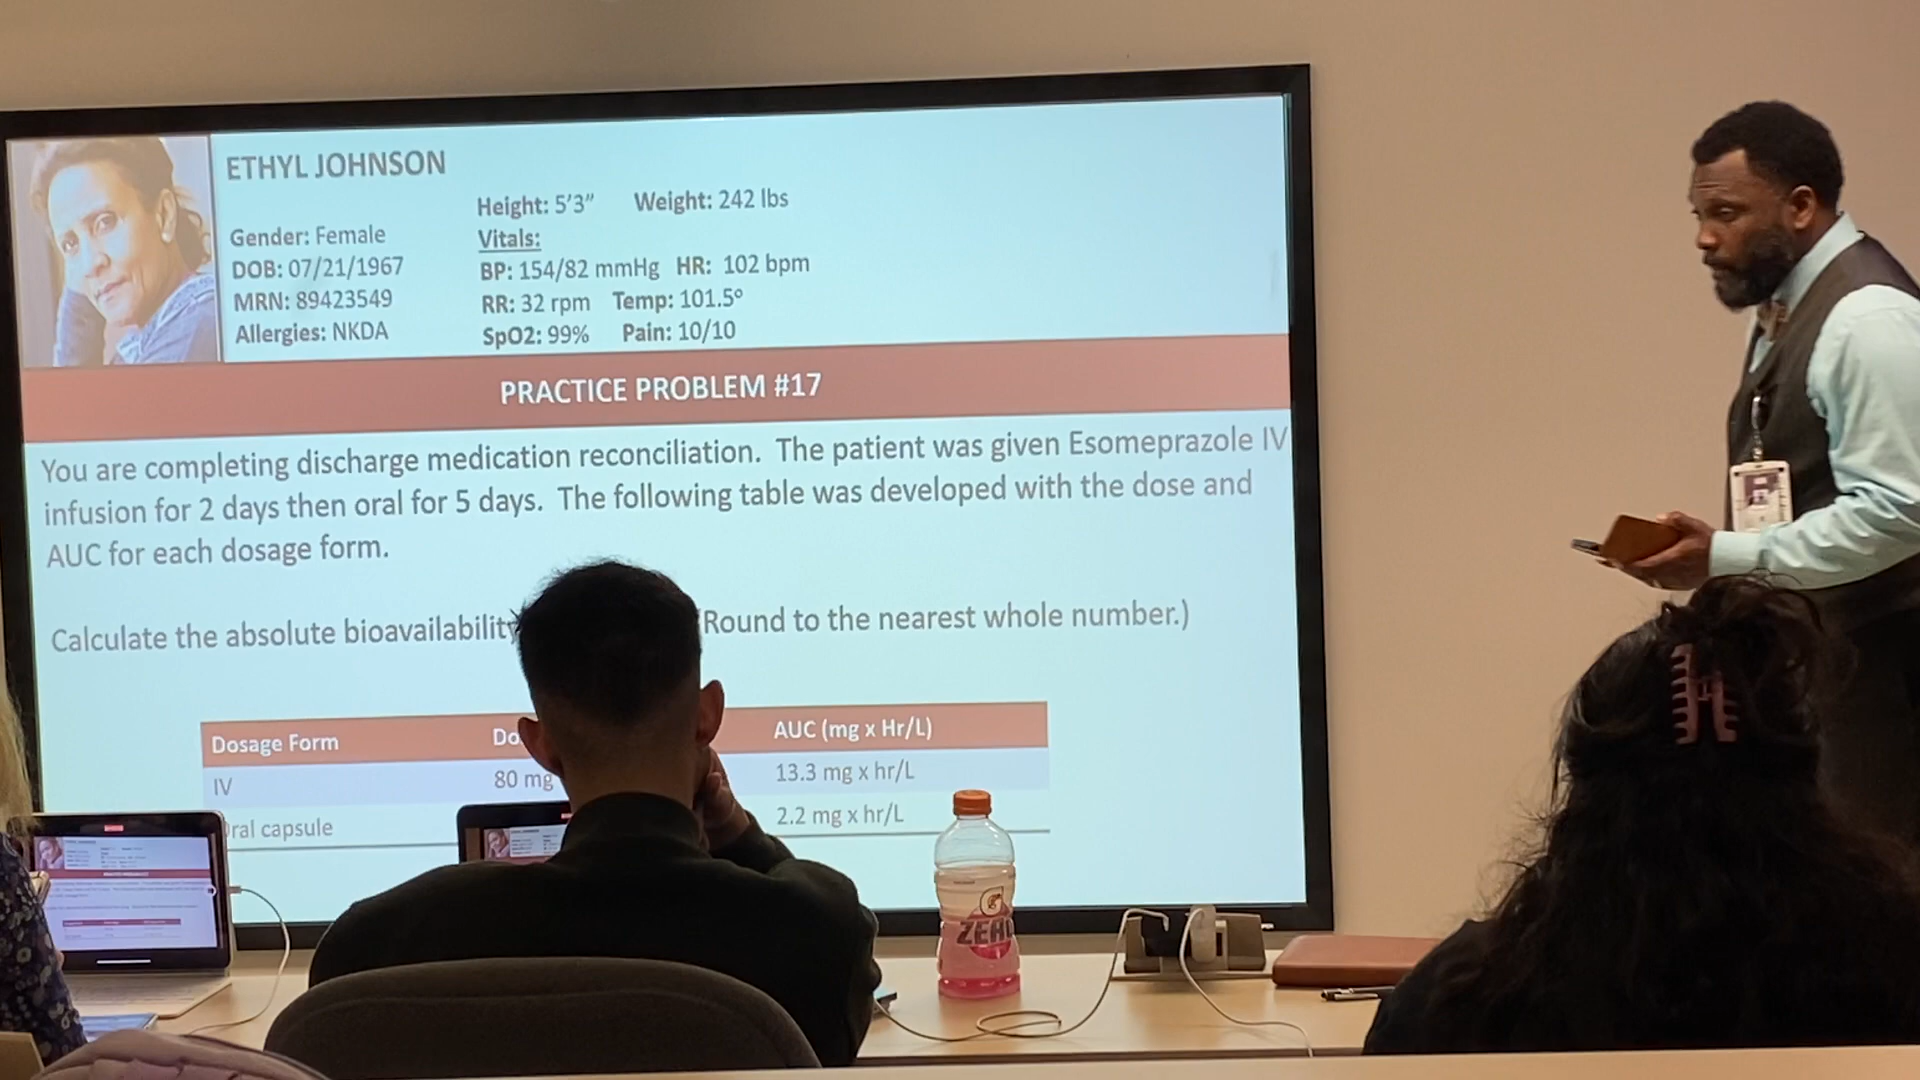 ETHYL JOHNSON
Height: 5'3" Weight: 242 lbs
Gender: Female
Vitals:
DOB: 07/21/1967
BP: 154/82 mmHg HR: 102 bpm
MRN: 89423549
RR: 32 rpm Temp: 101.5°
Allergies: NKDA
SpO2: 99% Pain: 10/10
PRACTICE PROBLEM #17
You are completing discharge medication reconciliation. The patient was given Esomeprazole IV
infusion for 2 days then oral for 5 days. The following table was developed with the dose and
AUC for each dosage form.
Calculate the absolute bioavailability (Round to the nearest whole number.)
Dosage Form AUC (mg x Hr/L)
IV 80 mg 13.3 mg x hr/L
Oral capsule 2.2 mg x hr/L
G
ZERO